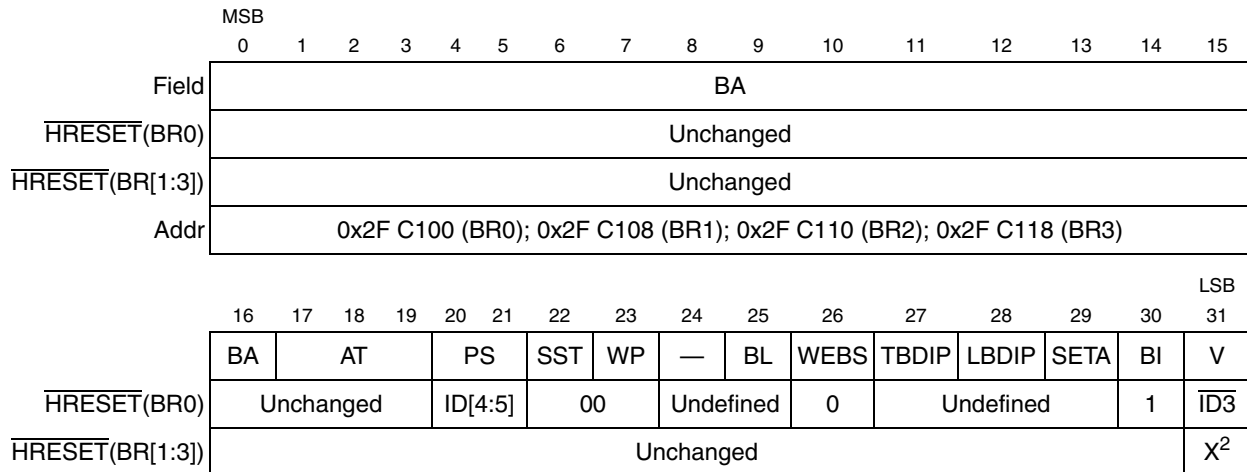 MSB
0 1 2 3 4 5 6 7 8 9 10 11 12 13 14 15
Field BA
HRESET(BR0) Unchanged
HRESET(BR[1:3]) Unchanged
Addr 0x2F C100 (BR0); 0x2F C108 (BR1); 0x2F C110 (BR2); 0x2F C118 (BR3)
LSB
16 17 18 19 20 21 22 23 24 25 26 27 28 29 30 31
BA AT PS SST WP — BL WEBS TBDIP LBDIP SETA BI V
HRESET(BR0) Unchanged ID[4:5] 00 Undefined 0 Undefined 1 ID3
HRESET(BR[1:3]) Unchanged X2